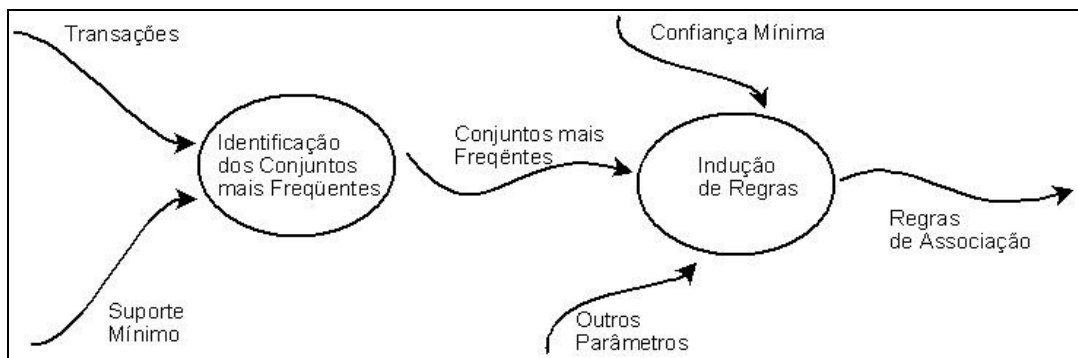 Transações
Confiança Mínima
Identificação
dos Conjuntos
mais Freqüentes
Conjuntos mais
Freqëntes
Indução
de Regras
Regras
de Associação
Suporte
Mínimo
Outros
Parâmetros